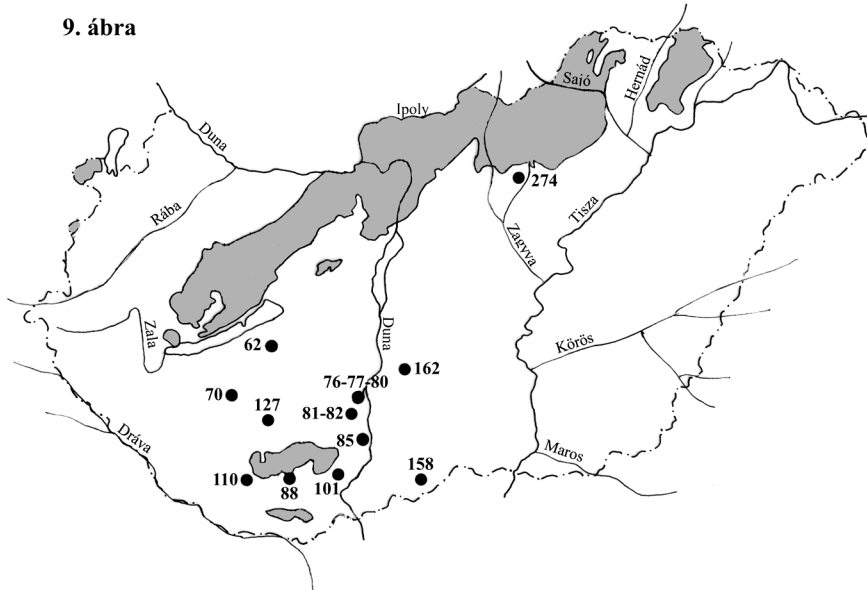 9. ábra
Ipoly
Sajó
Hernád
Duna
Rába
274
Tisza
Zagyva
Zala
62
Duna
Körös
162
70
76-77-80
127
81-82
85
Dráva
Maros
110
88
101
158